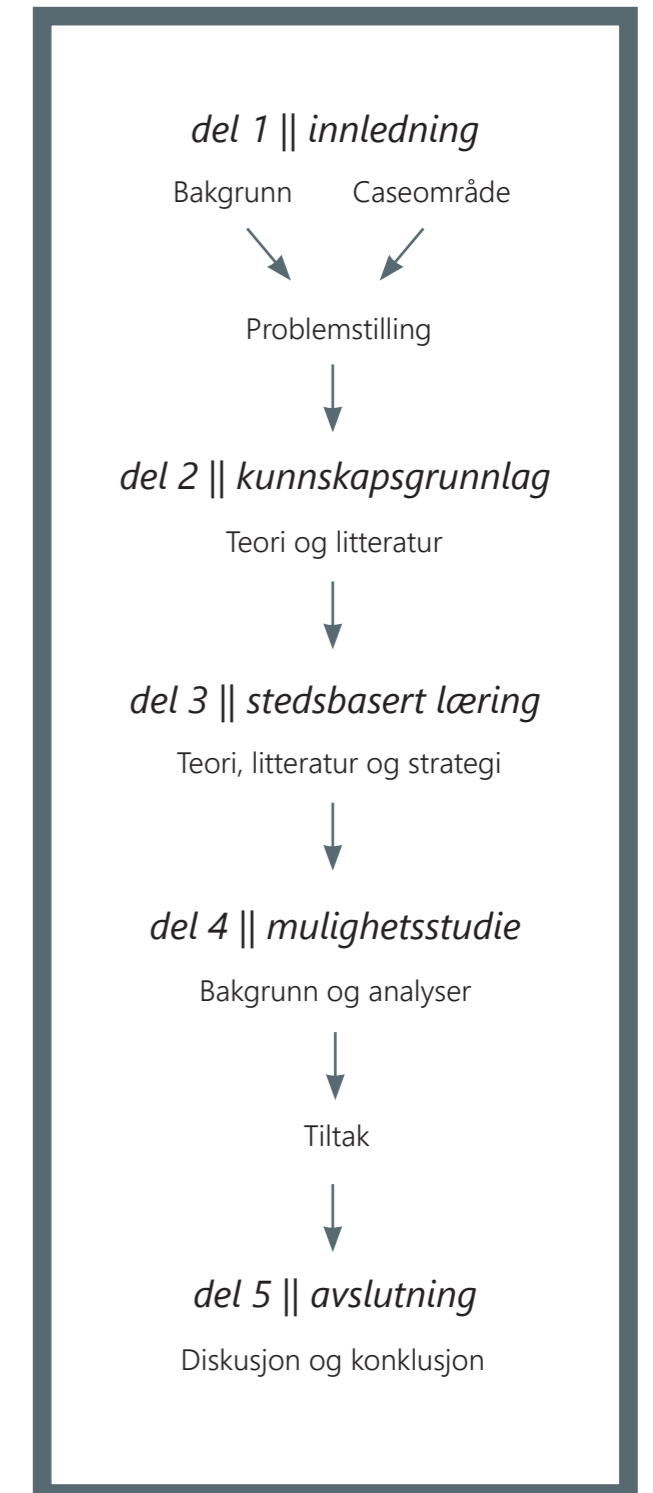 del 1 || innledning
Bakgrunn Caseområde
Problemstilling
del 2 || kunnskapsgrunnlag
Teori og litteratur
del 3 || stedsbasert læring
Teori, litteratur og strategi
del 4 || mulighetsstudie
Bakgrunn og analyser
Tiltak
del 5 || avslutning
Diskusjon og konklusjon